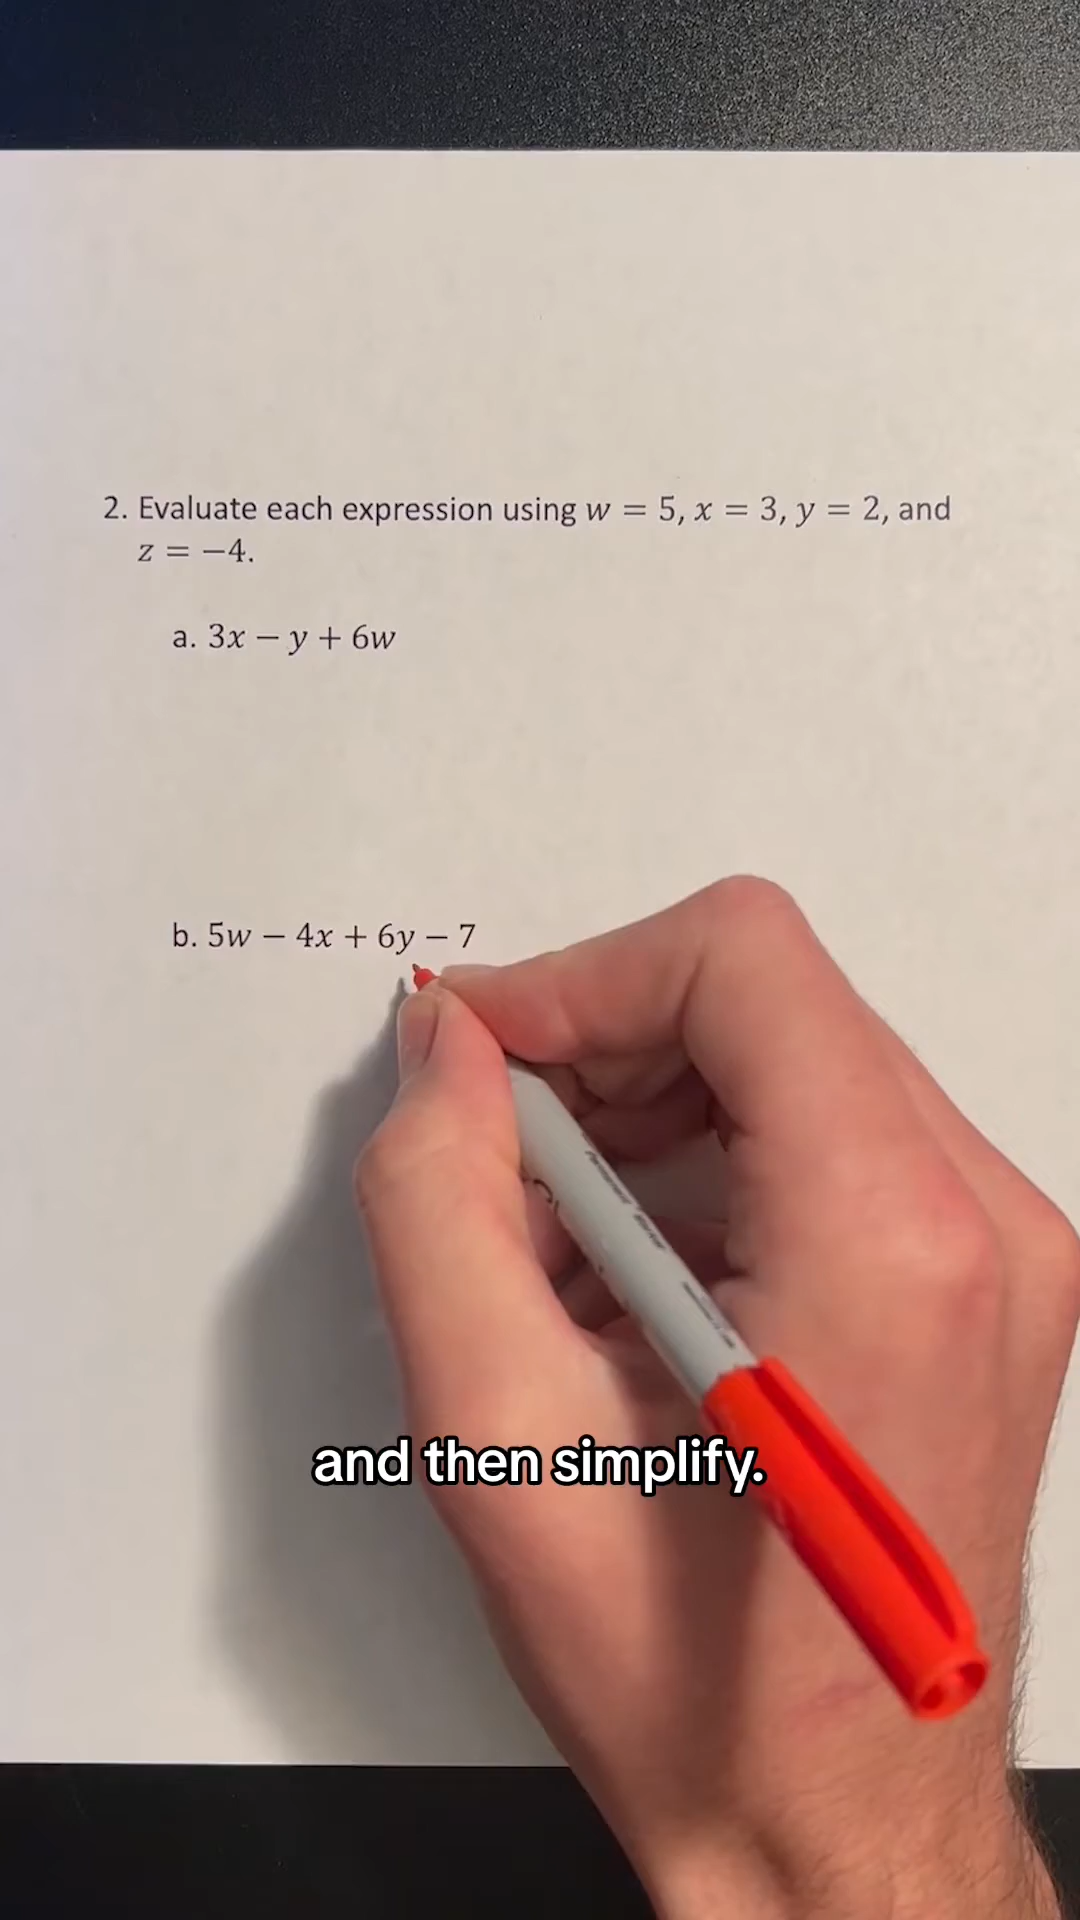 2. Evaluate each expression using w = 5, x = 3, y = 2, and
z = −4.
a. 3x − y + 6w
b. 5w − 4x + 6y − 7
and then simplify.